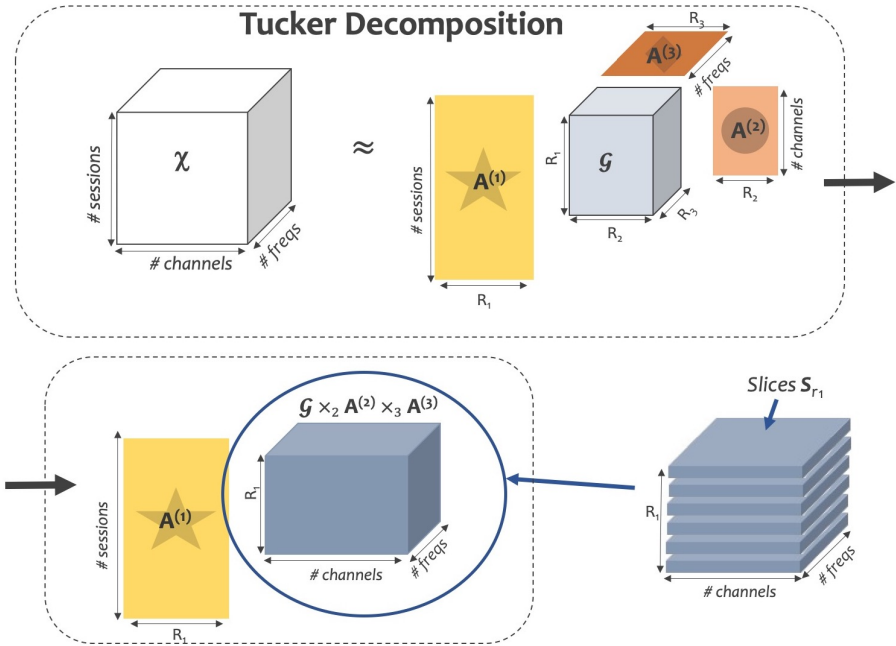 Tucker Decomposition
χ
# sessions
# channels
# freqs
≈
A(1)
# sessions
R1
A(3)
R3
# freqs
𝒢
R1
R2
R3
A(2)
# channels
R2
A(1)
# sessions
R1
𝒢 ×2 A(2) ×3 A(3)
R1
# channels
# freqs
Slices Sr1
R1
# channels
# freqs